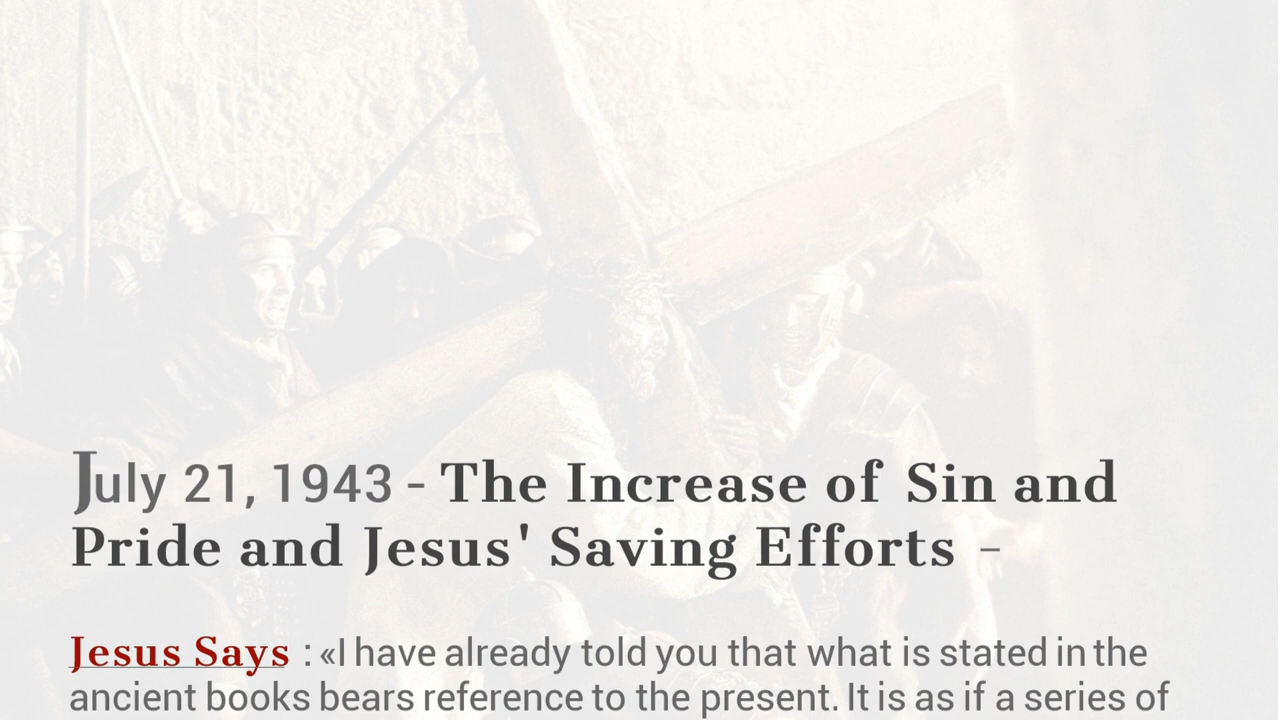 July 21, 1943 - The Increase of Sin and
Pride and Jesus' Saving Efforts –
Jesus Says : «I have already told you that what is stated in the
ancient books bears reference to the present. It is as if a series of